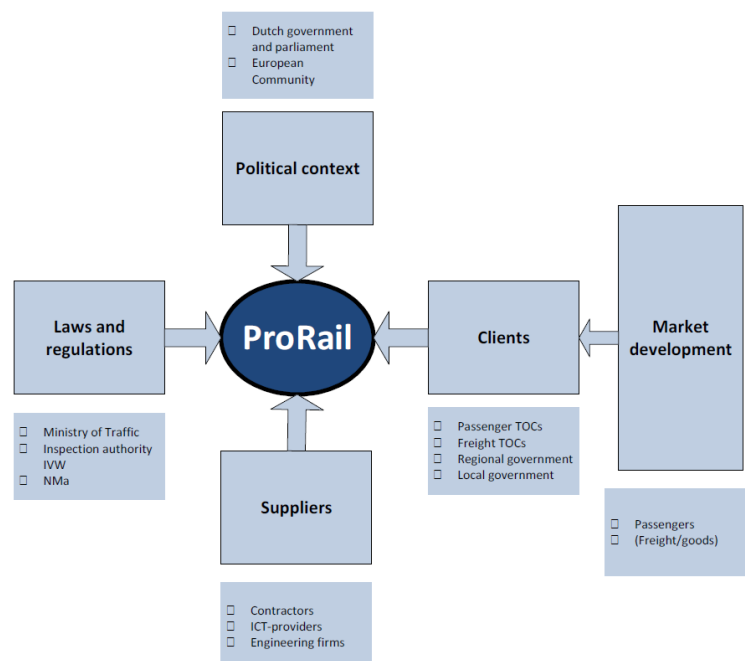 Dutch government
and parliament
European
Community
Political context
Laws and
regulations
ProRail
Clients
Market
development
Ministry of Traffic
Inspection authority
IVW
NMa
Passenger TOCs
Freight TOCs
Regional government
Local government
Suppliers
Passengers
(Freight/goods)
Contractors
ICT-providers
Engineering firms